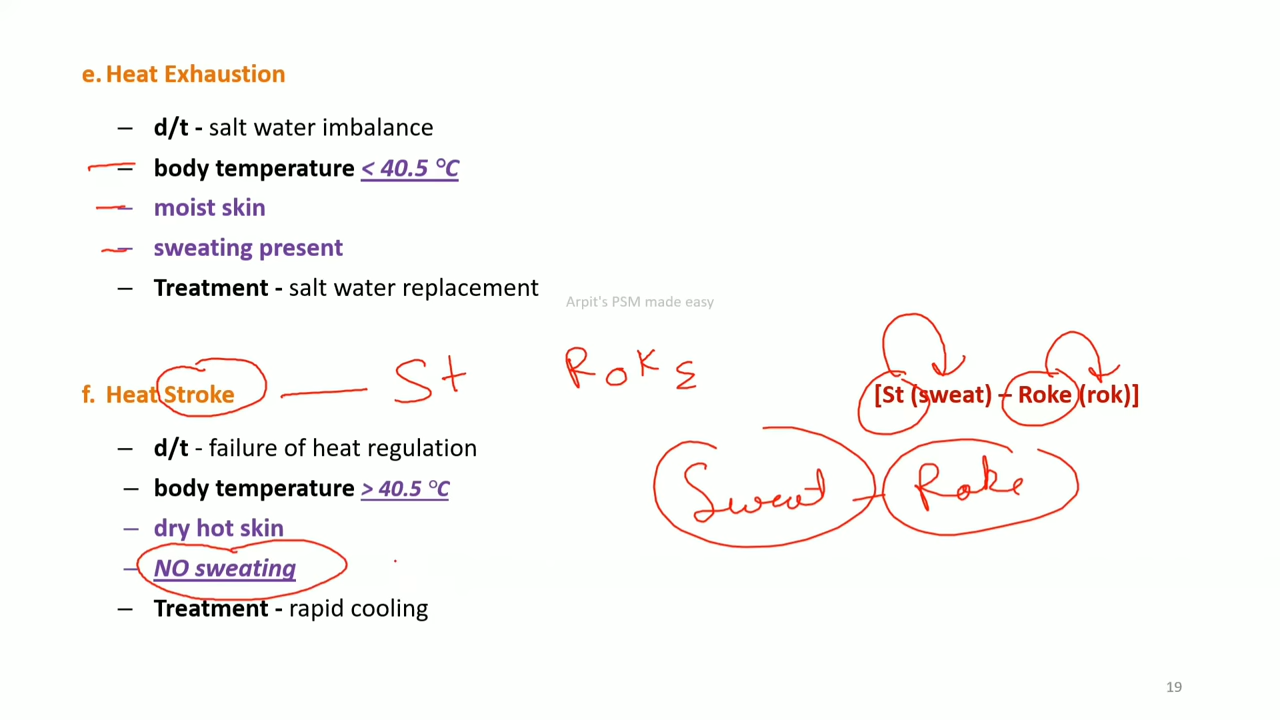 e. Heat Exhaustion
– d/t - salt water imbalance
– body temperature < 40.5 °C
– moist skin
– sweating present
– Treatment - salt water replacement
Arpit's PSM made easy
St RoKE
f. Heat Stroke [St (sweat) – Roke (rok)]
– d/t - failure of heat regulation
– body temperature > 40.5 °C
Sweat - Roke
– dry hot skin
– NO sweating
– Treatment - rapid cooling
19